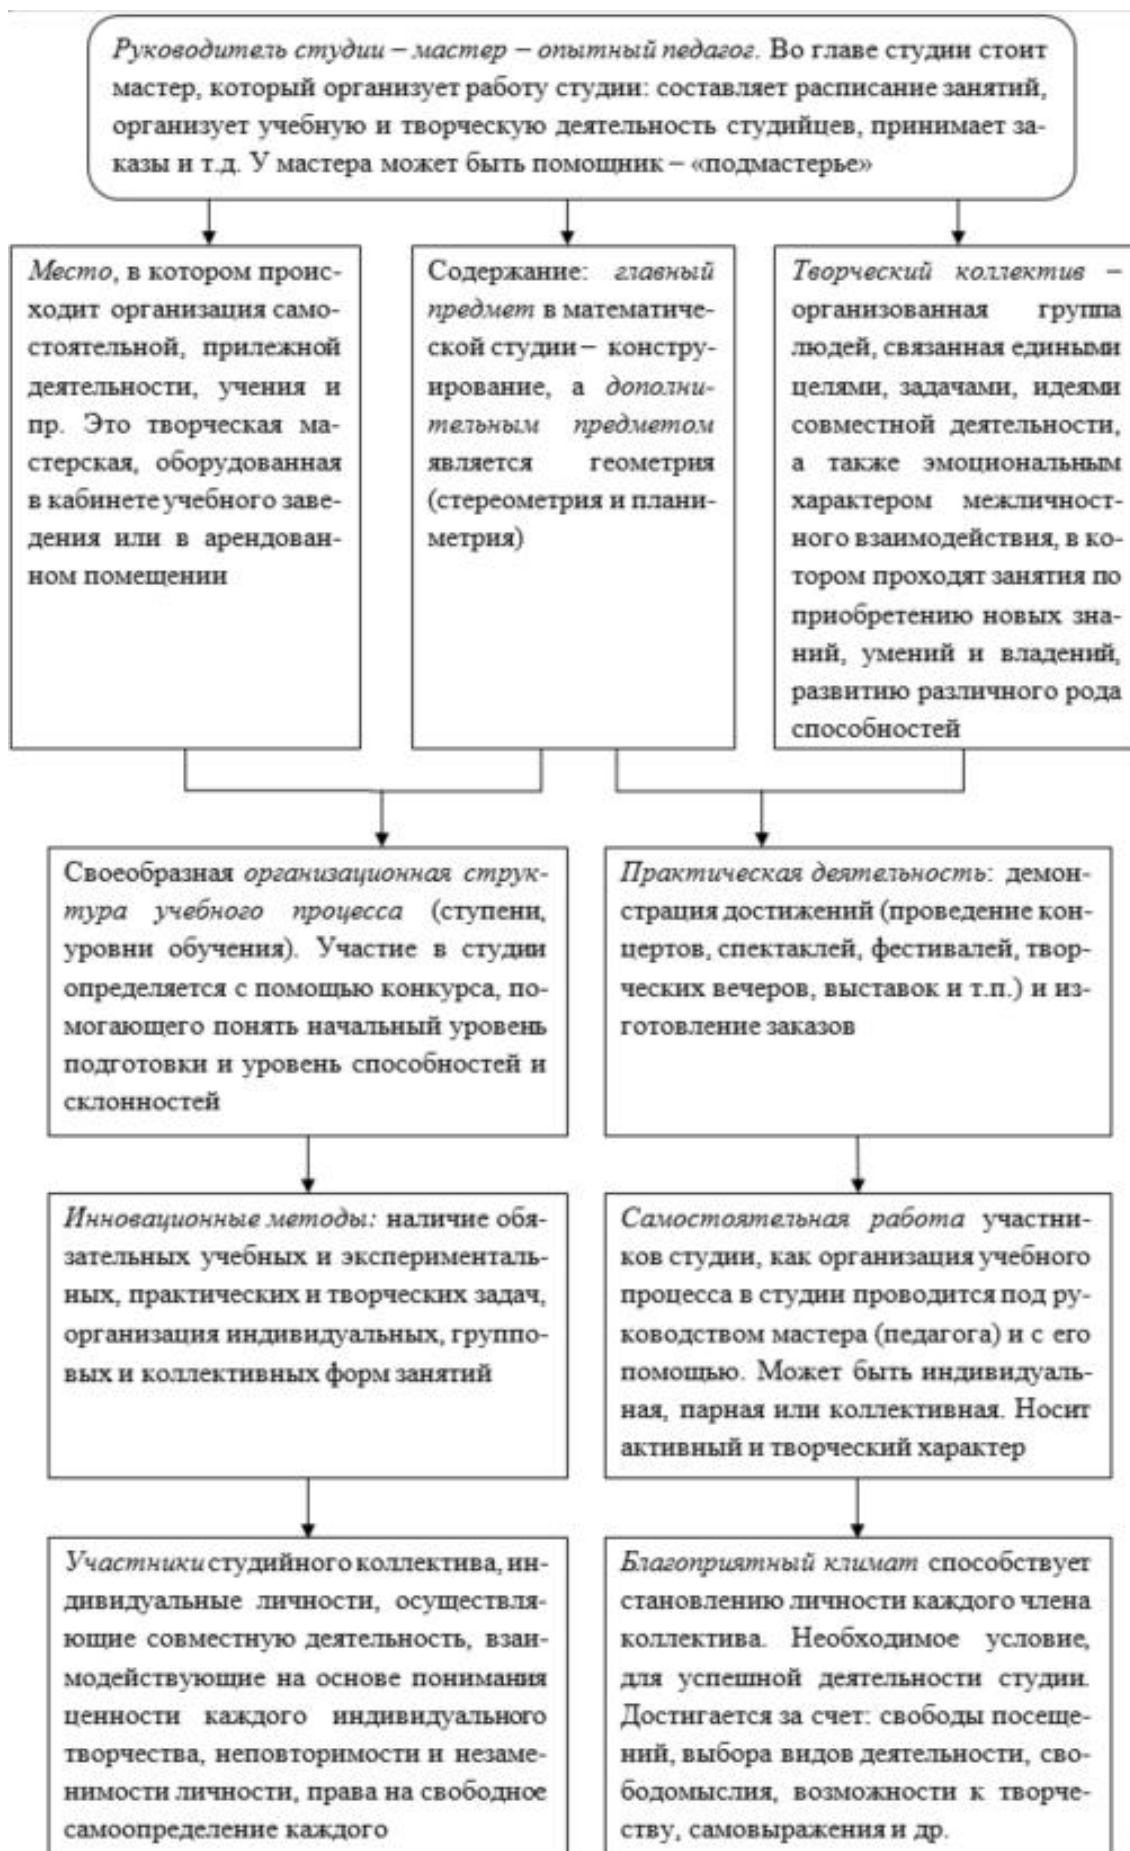 Руководитель студии – мастер – опытный педагог. Во главе студии стоит
мастер, который организует работу студии: составляет расписание занятий,
организует учебную и творческую деятельность студийцев, принимает за-
казы и т.д. У мастера может быть помощник – «подмастерье»
Место, в котором проис-
ходит организация само-
стоятельной, прилежной
деятельности, учения и
пр. Это творческая ма-
стерская, оборудованная
в кабинете учебного заве-
дения или в арендован-
ном помещении
Содержание: главный
предмет в математиче-
ской студии – констру-
ирование, а дополни-
тельным предметом
является геометрия
(стереометрия и плани-
метрия)
Творческий коллектив –
организованная группа
людей, связанная едиными
целями, задачами, идеями
совместной деятельности,
а также эмоциональным
характером межличност-
ного взаимодействия, в ко-
тором проходят занятия по
приобретению новых зна-
ний, умений и владений,
развитию различного рода
способностей
Своеобразная организационная струк-
тура учебного процесса (ступени,
уровни обучения). Участие в студии
определяется с помощью конкурса, по-
могающего понять начальный уровень
подготовки и уровень способностей и
склонностей
Практическая деятельность: демон-
страция достижений (проведение кон-
цертов, спектаклей, фестивалей, твор-
ческих вечеров, выставок и т.п.) и из-
готовление заказов
Инновационные методы: наличие обя-
зательных учебных и эксперименталь-
ных, практических и творческих задач,
организация индивидуальных, группо-
вых и коллективных форм занятий
Самостоятельная работа участни-
ков студии, как организация учебного
процесса в студии проводится под ру-
ководством мастера (педагога) и с его
помощью. Может быть индивидуаль-
ная, парная или коллективная. Носит
активный и творческий характер
Участники студийного коллектива, ин-
дивидуальные личности, осуществля-
ющие совместную деятельность, взаи-
модействующие на основе понимания
ценности каждого индивидуального
творчества, неповторимости и незаме-
нимости личности, права на свободное
самоопределение каждого
Благоприятный климат способствует
становлению личности каждого члена
коллектива. Необходимое условие,
для успешной деятельности студии.
Достигается за счет: свободы посеще-
ний, выбора видов деятельности, сво-
бодомыслия, возможности к творче-
ству, самовыражения и др.